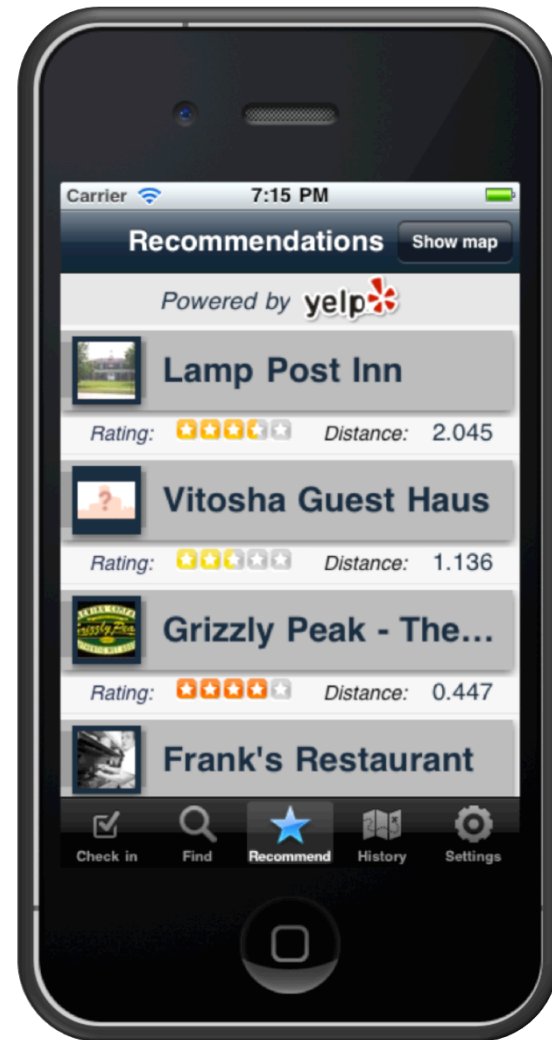 Carrier 7:15 PM
Recommendations Show map
Powered by yelp
Lamp Post Inn
Rating: Distance: 2.045
Vitosha Guest Haus
?
Rating: Distance: 1.136
Grizzly Peak - The...
Rating: Distance: 0.447
Frank's Restaurant
Check in Find Recommend History Settings